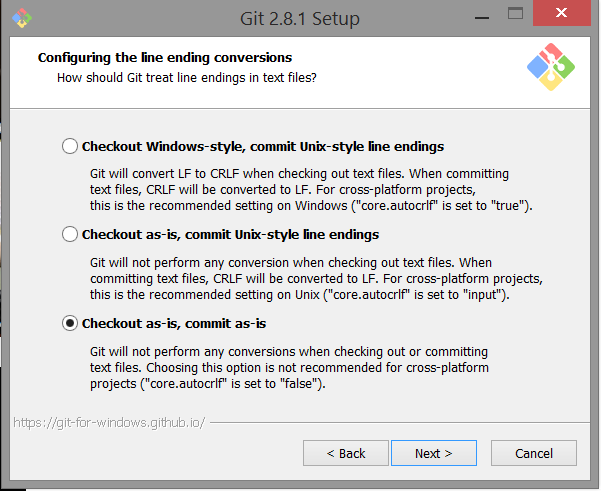 Git 2.8.1 Setup
Configuring the line ending conversions
How should Git treat line endings in text files?
Checkout Windows-style, commit Unix-style line endings
Git will convert LF to CRLF when checking out text files. When committing
text files, CRLF will be converted to LF. For cross-platform projects,
this is the recommended setting on Windows ("core.autocrlf" is set to "true").
Checkout as-is, commit Unix-style line endings
Git will not perform any conversion when checking out text files. When
committing text files, CRLF will be converted to LF. For cross-platform projects,
this is the recommended setting on Unix ("core.autocrlf" is set to "input").
Checkout as-is, commit as-is
Git will not perform any conversions when checking out or committing
text files. Choosing this option is not recommended for cross-platform
projects ("core.autocrlf" is set to "false").
https://git-for-windows.github.io/
< Back
Next >
Cancel